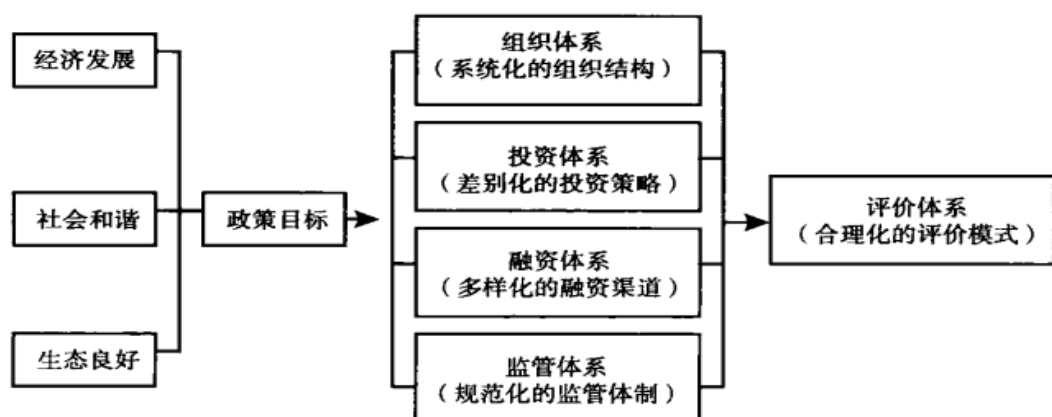 经济发展
社会和谐
生态良好
政策目标
组织体系
（系统化的组织结构）
投资体系
（差别化的投资策略）
融资体系
（多样化的融资渠道）
监管体系
（规范化的监管体制）
评价体系
（合理化的评价模式）